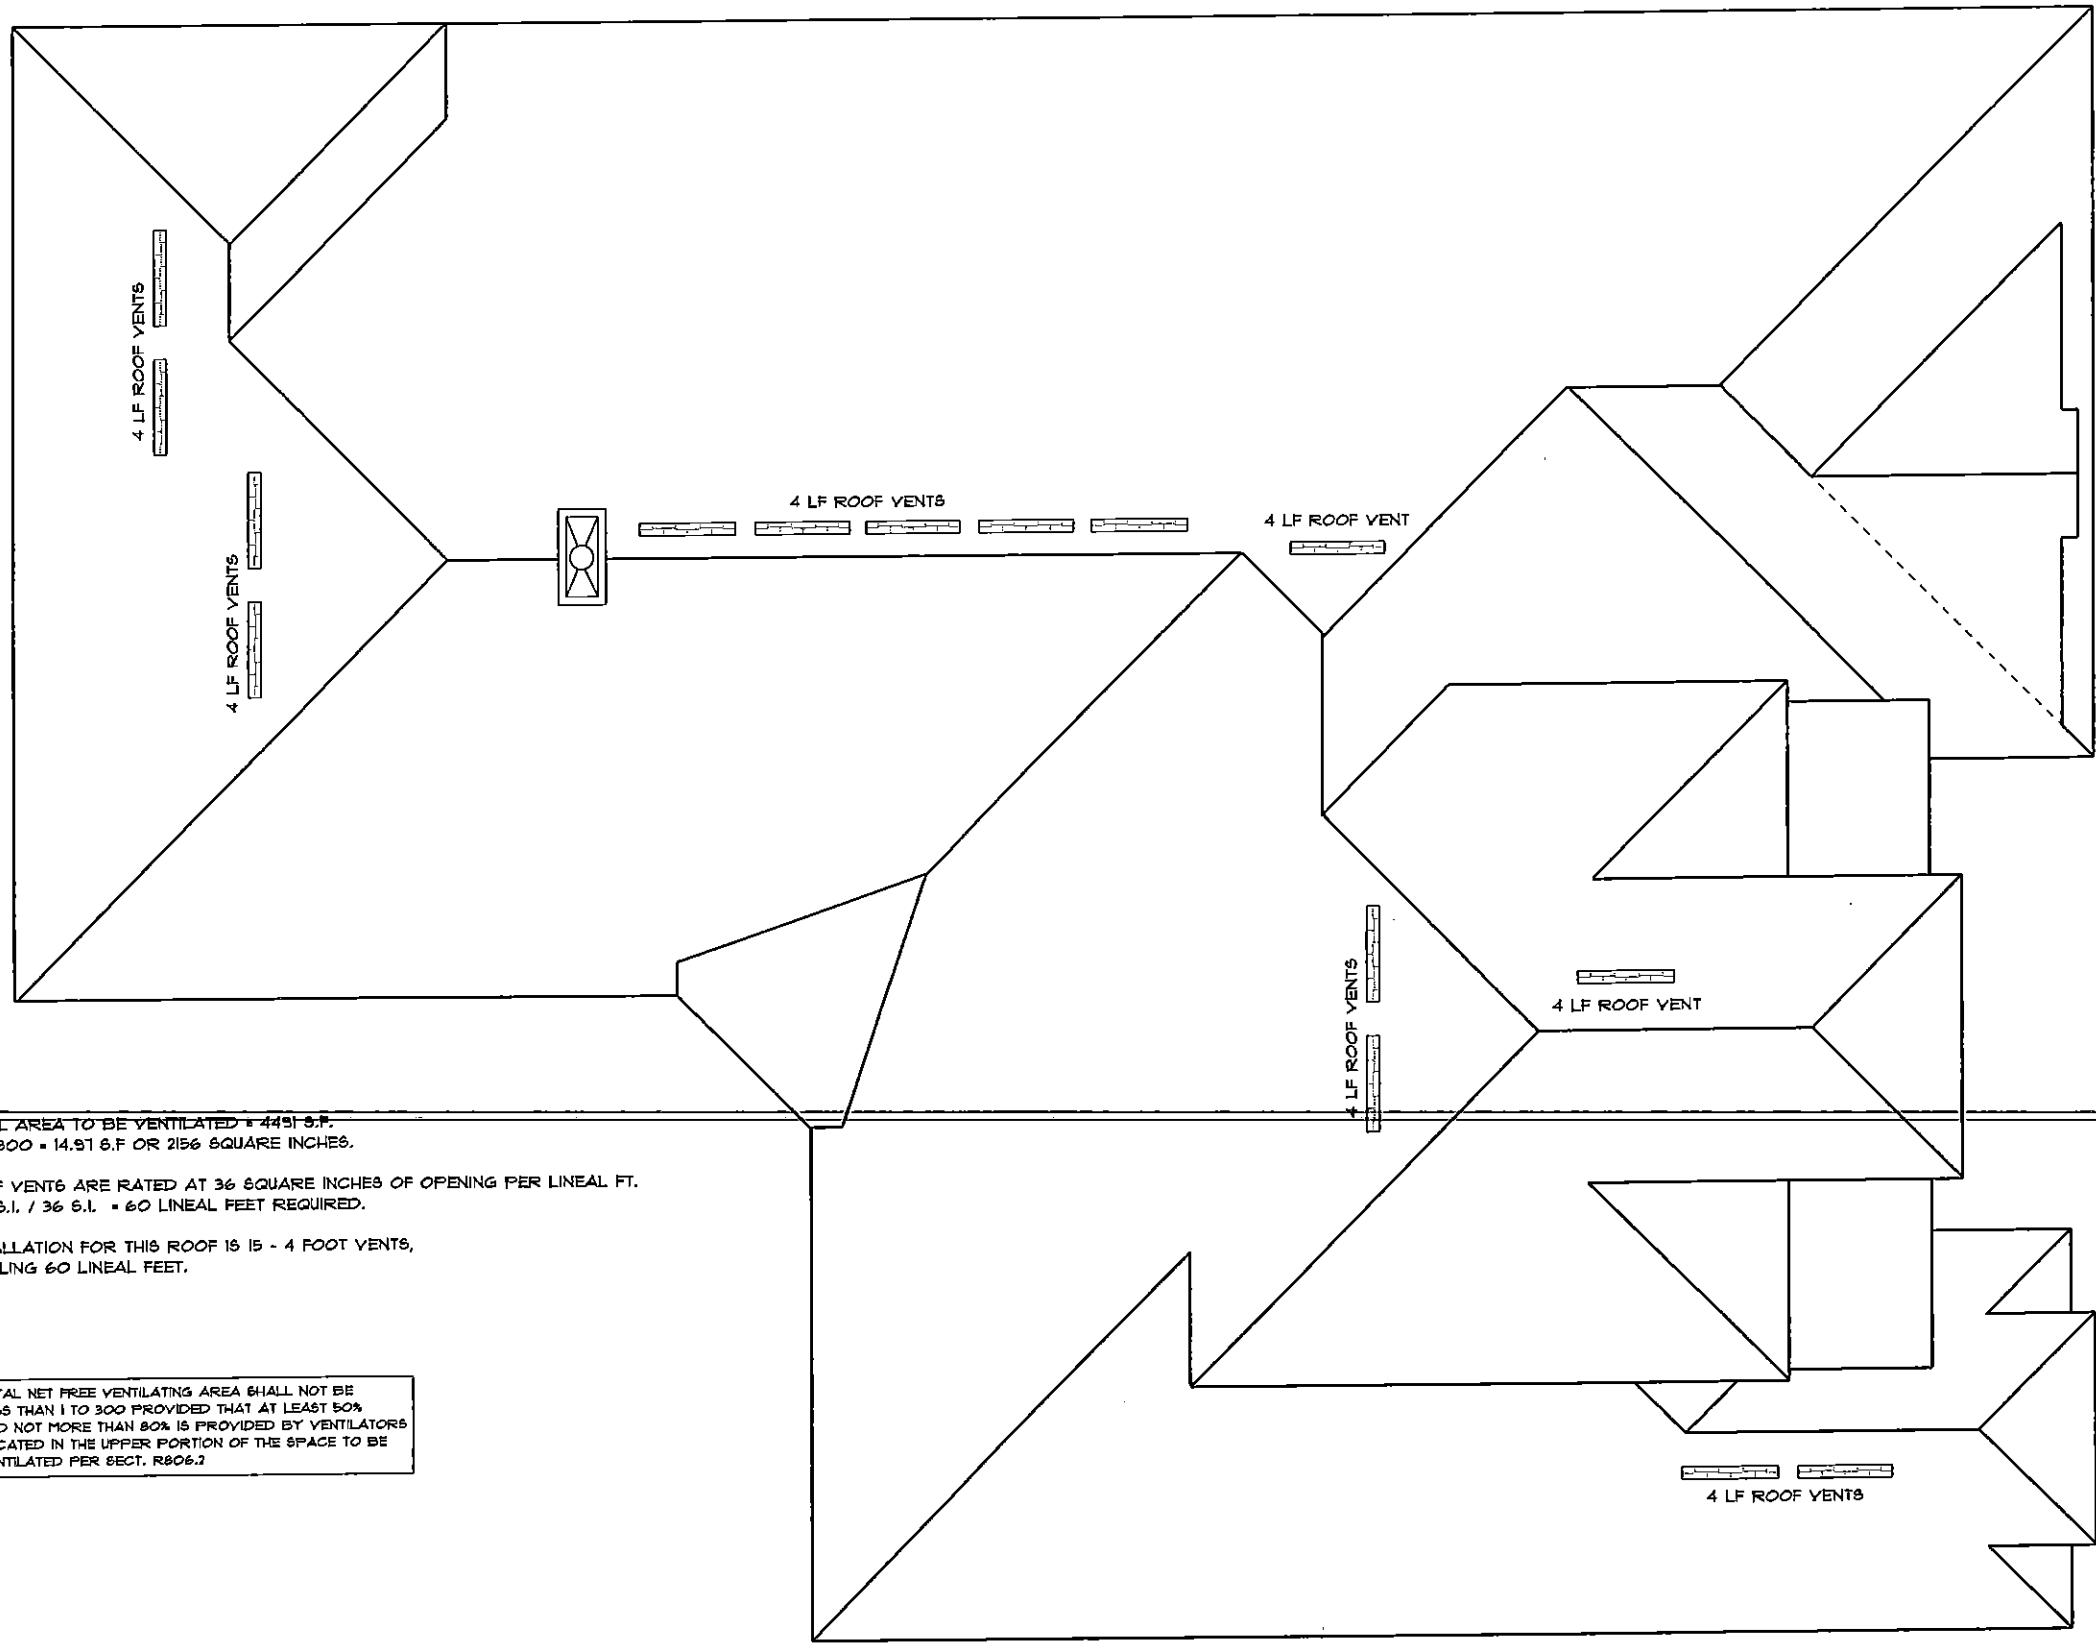 4 LF ROOF VENTS
4 LF ROOF VENTS
4 LF ROOF VENTS
4 LF ROOF VENT
4 LF ROOF VENTS
4 LF ROOF VENT
L AREA TO BE VENTILATED = 4491 S.F.
300 = 14.97 S.F OR 2156 SQUARE INCHES.
F VENTS ARE RATED AT 36 SQUARE INCHES OF OPENING PER LINEAL FT.
S.I. / 36 S.I. = 60 LINEAL FEET REQUIRED.
ALLATION FOR THIS ROOF IS 15 - 4 FOOT VENTS,
LING 60 LINEAL FEET.
TAL NET FREE VENTILATING AREA SHALL NOT BE
SS THAN 1 TO 300 PROVIDED THAT AT LEAST 50%
D NOT MORE THAN 80% IS PROVIDED BY VENTILATORS
CATED IN THE UPPER PORTION OF THE SPACE TO BE
NTILATED PER SECT. R806.2
4 LF ROOF VENTS